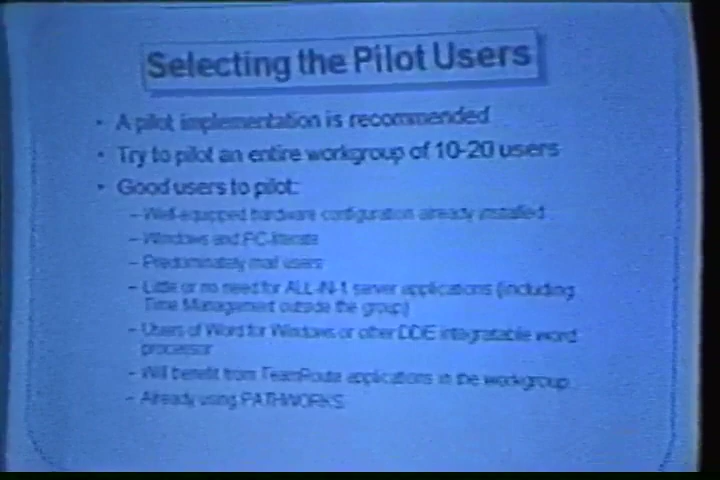 Selecting the Pilot Users
• A pilot implementation is recommended
• Try to pilot an entire workgroup of 10-20 users
• Good users to pilot:
– Well-equipped hardware configuration already installed
– Windows and PC-literate
– Predominately mail users
– Little or no need for ALL-IN-1 server applications (including
Time Management outside the group)
– Users of Word for Windows or other DDE integratable word
processor
– Will benefit from TeamRoute applications in the workgroup
– Already using PATHWORKS